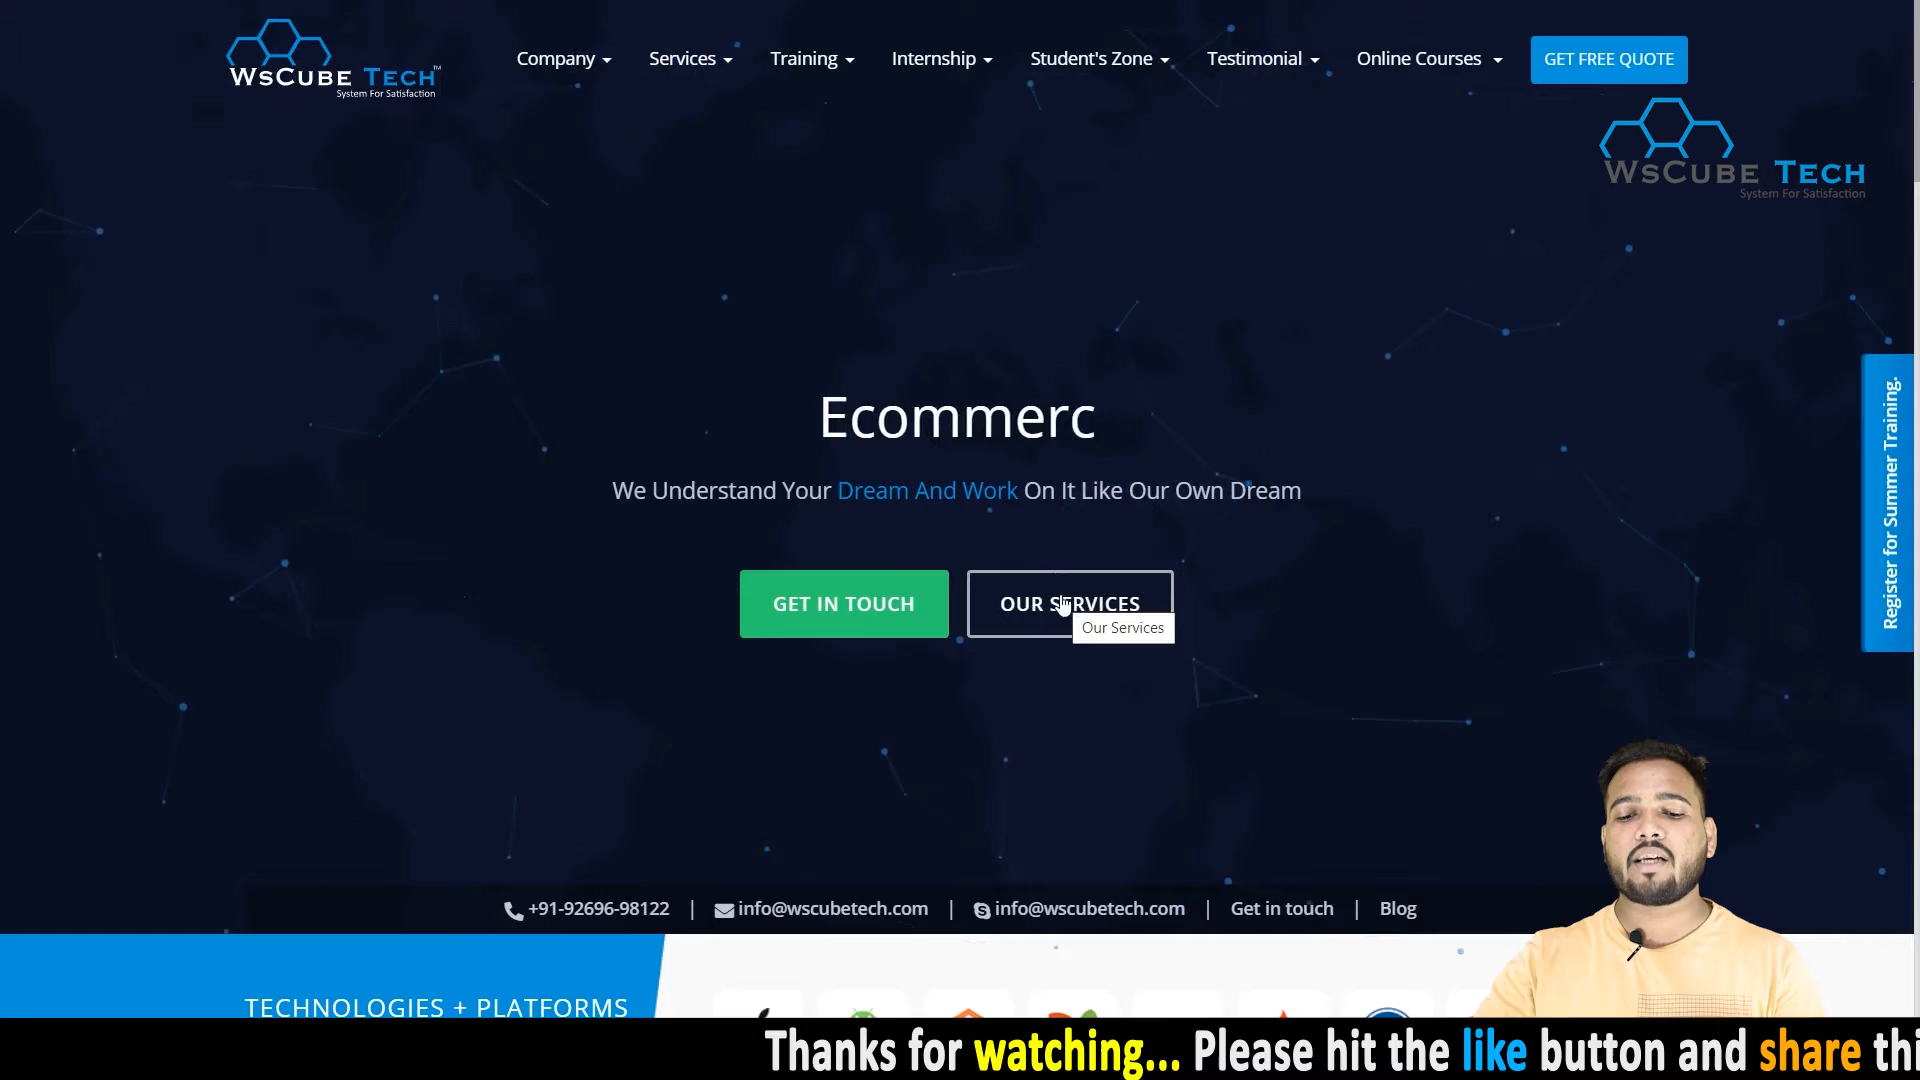 WSCUBE TECH™
System For Satisfaction
Company
Services
Training
Internship
Student's Zone
Testimonial
Online Courses
GET FREE QUOTE
WSCUBE TECH
System For Satisfaction
Ecommerc
We Understand Your Dream And Work On It Like Our Own Dream
GET IN TOUCH
OUR SERVICES
Our Services
Register for Summer Training.
+91-92696-98122 | info@wscubetech.com | info@wscubetech.com | Get in touch | Blog
TECHNOLOGIES + PLATFORMS
Thanks for watching... Please hit the like button and share thi